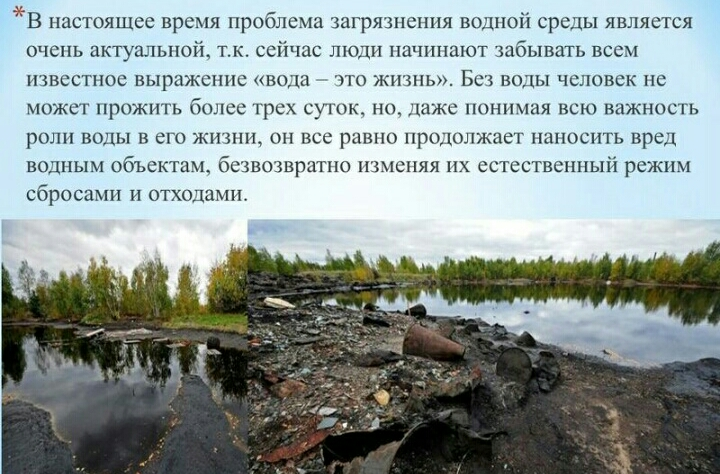 *В настоящее время проблема загрязнения водной среды является
очень актуальной, т.к. сейчас люди начинают забывать всем
известное выражение «вода – это жизнь». Без воды человек не
может прожить более трех суток, но, даже понимая всю важность
роли воды в его жизни, он все равно продолжает наносить вред
водным объектам, безвозвратно изменяя их естественный режим
сбросами и отходами.